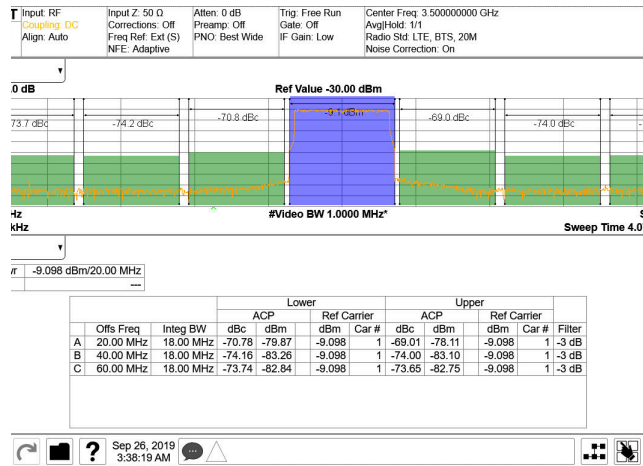 T Input: RF Input Z: 50 Ω Atten: 0 dB Trig: Free Run Center Freq: 3.500000000 GHz
Coupling: DC Corrections: Off Preamp: Off Gate: Off Avg|Hold: 1/1
Align: Auto Freq Ref: Ext (S) PNO: Best Wide IF Gain: Low Radio Std: LTE, BTS, 20M
NFE: Adaptive Noise Correction: On
.0 dB Ref Value -30.00 dBm
73.7 dBc -74.2 dBc -70.8 dBc -9.1 dBm -69.0 dBc -74.0 dBc -
Hz #Video BW 1.0000 MHz* S
kHz Sweep Time 4.0
-9.098 dBm/20.00 MHz
---
Lower Upper
ACP Ref Carrier ACP Ref Carrier
Offs Freq Integ BW dBc dBm dBm Car # dBc dBm dBm Car # Filter
A 20.00 MHz 18.00 MHz -70.78 -79.87 -9.098 1 -69.01 -78.11 -9.098 1 -3 dB
B 40.00 MHz 18.00 MHz -74.16 -83.26 -9.098 1 -74.00 -83.10 -9.098 1 -3 dB
C 60.00 MHz 18.00 MHz -73.74 -82.84 -9.098 1 -73.65 -82.75 -9.098 1 -3 dB
? Sep 26, 2019
3:38:19 AM